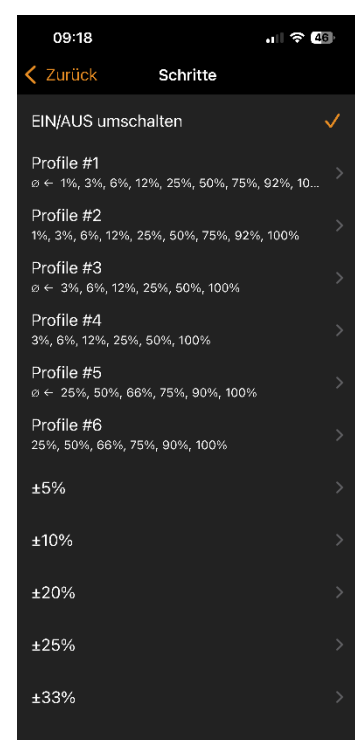 09:18
46
Zurück
Schritte
EIN/AUS umschalten
Profile #1
⌀ ← 1%, 3%, 6%, 12%, 25%, 50%, 75%, 92%, 10...
Profile #2
1%, 3%, 6%, 12%, 25%, 50%, 75%, 92%, 100%
Profile #3
⌀ ← 3%, 6%, 12%, 25%, 50%, 100%
Profile #4
3%, 6%, 12%, 25%, 50%, 100%
Profile #5
⌀ ← 25%, 50%, 66%, 75%, 90%, 100%
Profile #6
25%, 50%, 66%, 75%, 90%, 100%
±5%
±10%
±20%
±25%
±33%